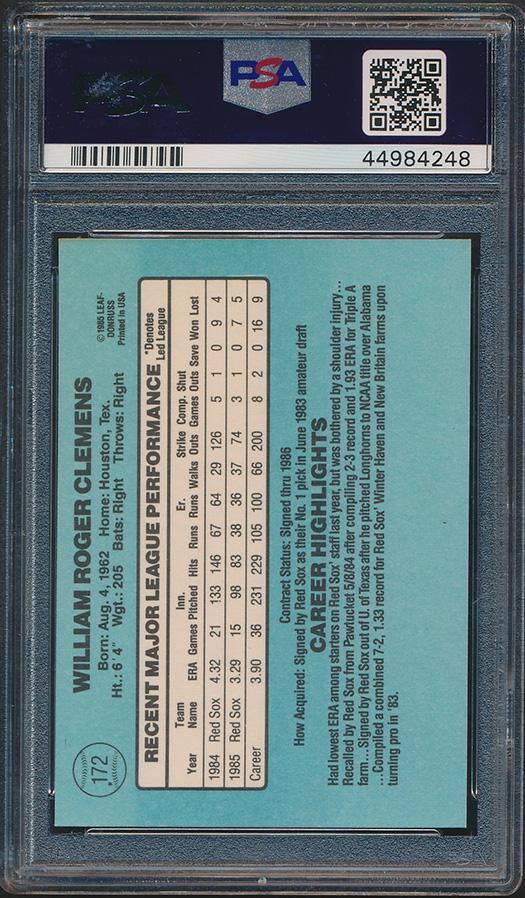 PSA
PSA
44984248
172
WILLIAM ROGER CLEMENS
Born: Aug. 4, 1962 Home: Houston, Tex.
Ht.: 6'4" Wgt.: 205 Bats: Right Throws: Right
©1985 LEAF-
DONRUSS
Printed in USA
RECENT MAJOR LEAGUE PERFORMANCE *Denotes
Led League
Team Inn. Er. Strike Comp. Shut
Year Name ERA Games Pitched Hits Runs Runs Walks Outs Games Outs Save Won Lost
1984 Red Sox 4.32 21 133 146 67 64 29 126 5 1 0 9 4
1985 Red Sox 3.29 15 98 83 38 36 37 74 3 1 0 7 5
Career 3.90 36 231 229 105 100 66 200 8 2 0 16 9
Contract Status: Signed thru 1986
How Acquired: Signed by Red Sox as their No. 1 pick in June 1983 amateur draft
CAREER HIGHLIGHTS
Had lowest ERA among starters on Red Sox' staff last year, but was bothered by a shoulder injury...
Recalled by Red Sox from Pawtucket 5/8/84 after compiling 2-3 record and 1.93 ERA for Triple A
farm...Signed by Red Sox out of U. of Texas after he pitched Longhorns to NCAA title over Alabama
...Compiled a combined 7-2, 1.33 record for Red Sox' Winter Haven and New Britain farms upon
turning pro in '83.